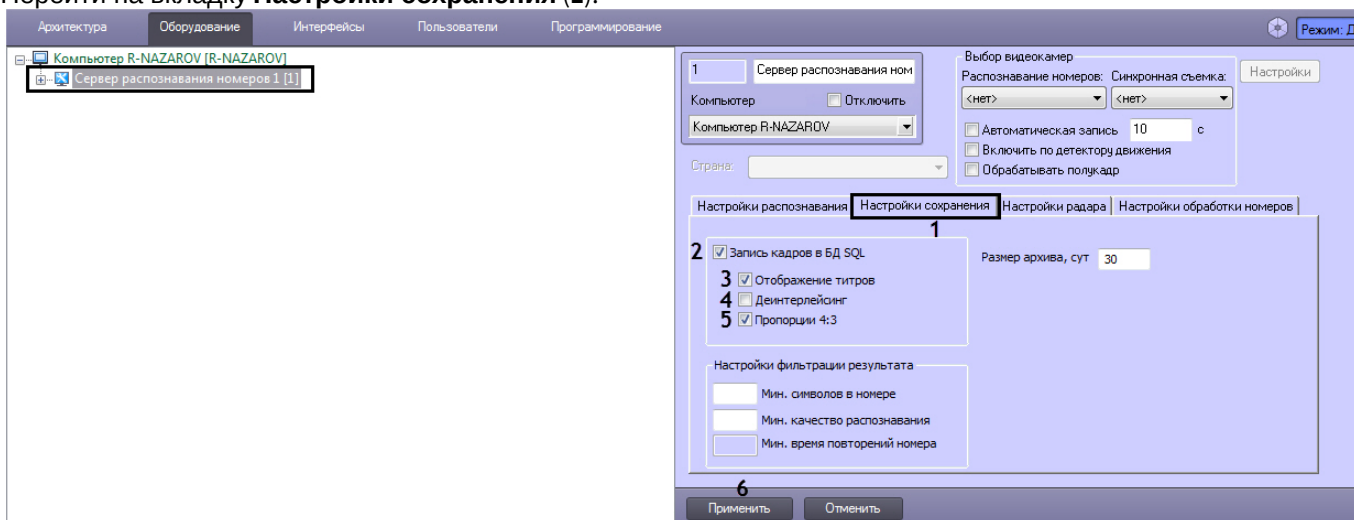 Перейти на вкладку Настройки сохранения (1).
Архитектура Оборудование Интерфейсы Пользователи Программирование Режим: Д
Компьютер R-NAZAROV [R-NAZAROV]
Сервер распознавания номеров 1 [1]
1 Сервер распознавания ном
Компьютер Отключить
Компьютер R-NAZAROV
Страна:
Выбор видеокамер
Распознавание номеров: Синхронная съемка:
<нет> <нет>
Настройки
Автоматическая запись 10 с
Включить по детектору движения
Обрабатывать полукадр
Настройки распознавания Настройки сохранения Настройки радара Настройки обработки номеров
1
2 Запись кадров в БД SQL
3 Отображение титров
4 Деинтерлейсинг
5 Пропорции 4:3
Размер архива, сут 30
Настройки фильтрации результата
Мин. символов в номере
Мин. качество распознавания
Мин. время повторений номера
6
Применить Отменить